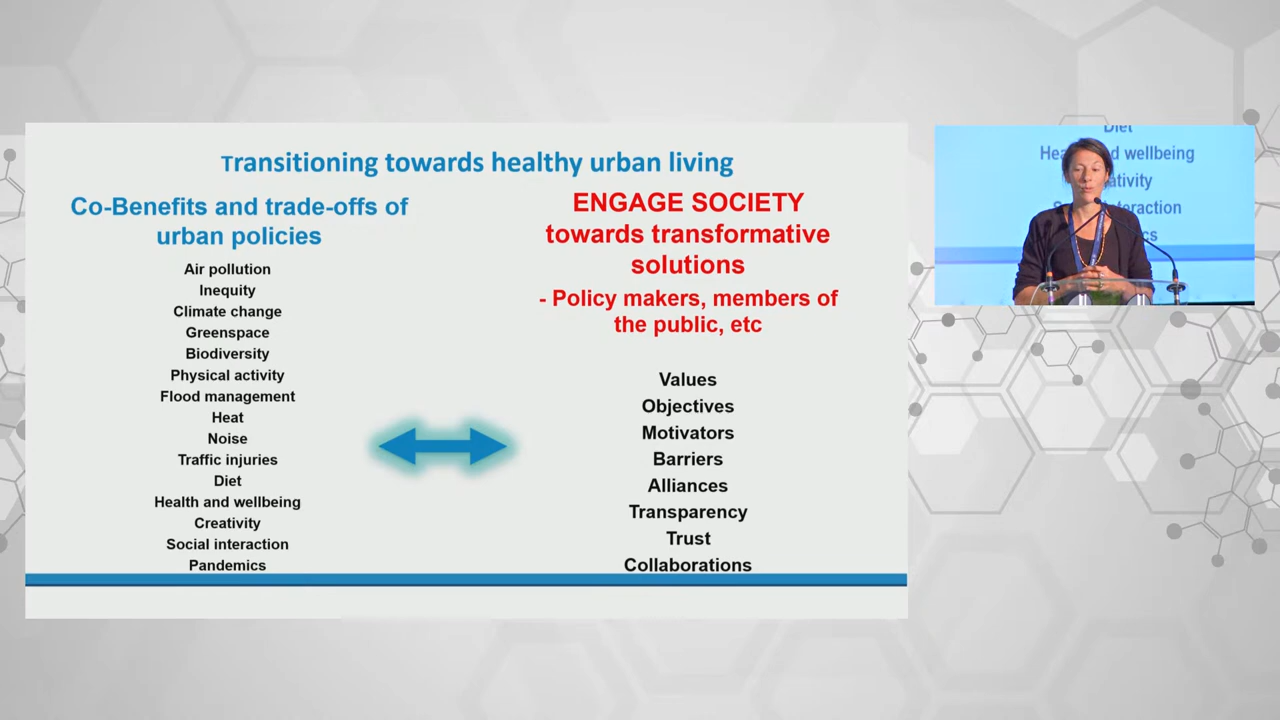 Transitioning towards healthy urban living
Co-Benefits and trade-offs of
urban policies
Air pollution
Inequity
Climate change
Greenspace
Biodiversity
Physical activity
Flood management
Heat
Noise
Traffic injuries
Diet
Health and wellbeing
Creativity
Social interaction
Pandemics
ENGAGE SOCIETY
towards transformative
solutions
- Policy makers, members of
the public, etc
Values
Objectives
Motivators
Barriers
Alliances
Transparency
Trust
Collaborations
Diet
wellbeing